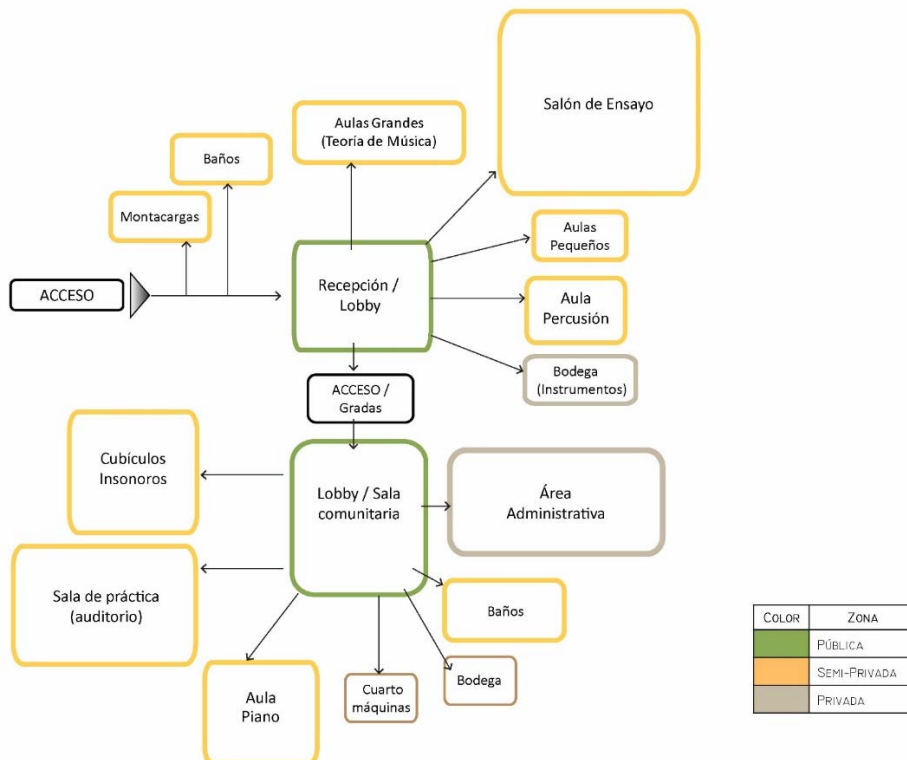 Salón de Ensayo
Aulas Grandes
(Teoría de Música)
Baños
Montacargas
Aulas
Pequeños
ACCESO
Recepción /
Lobby
Aula
Percusión
Bodega
(Instrumentos)
ACCESO /
Gradas
Cubículos
Insonoros
Lobby / Sala
comunitaria
Área
Administrativa
Sala de práctica
(auditorio)
Baños
Aula
Piano
Cuarto
máquinas
Bodega
COLOR ZONA
PÚBLICA
SEMI-PRIVADA
PRIVADA